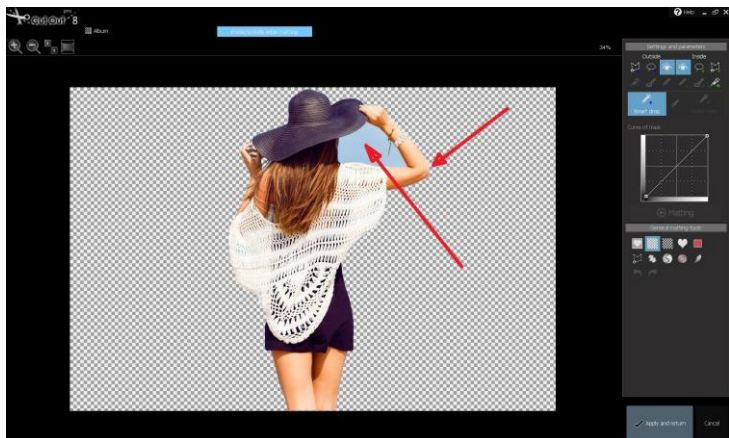 CutOut pro 8
Help
Album
34%
Settings and parameters
Outside
Inside
Smart drop
Curve of mask
Matting
General matting tools
Apply and return
Cancel